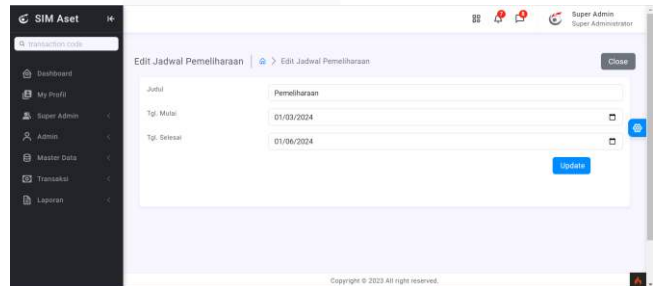 SIM Aset
Super Admin
Super Administrator
transaction code
Edit Jadwal Pemeliharaan
Edit Jadwal Pemeliharaan
Close
Dashboard
My Profil
Super Admin
Admin
Master Data
Transaksi
Laporan
Judul
Pemeliharaan
Tgl. Mulai
01/03/2024
Tgl. Selesai
01/06/2024
Update
Copyright © 2023 All right reserved.